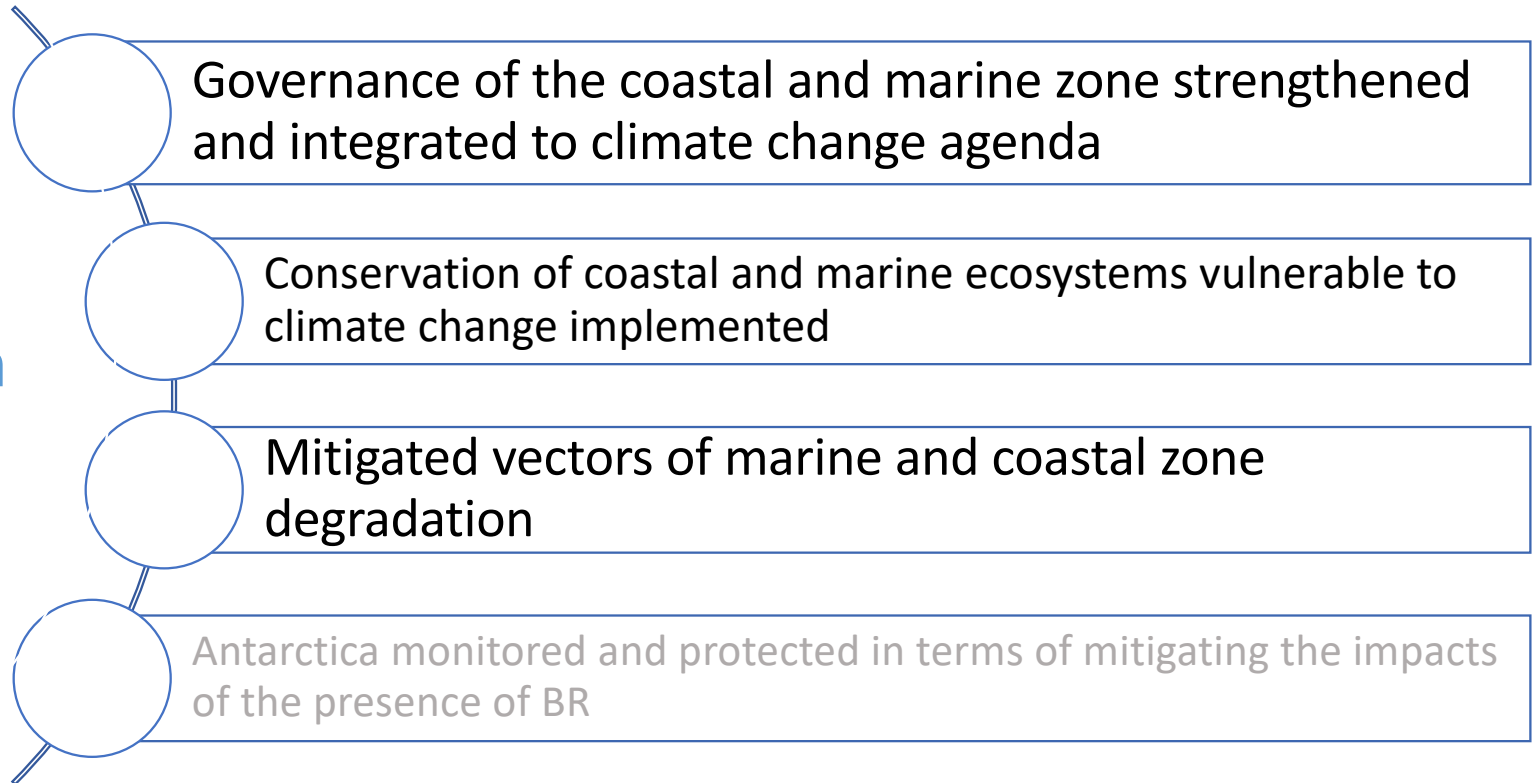 Governance of the coastal and marine zone strengthened
and integrated to climate change agenda
Conservation of coastal and marine ecosystems vulnerable to
climate change implemented
Mitigated vectors of marine and coastal zone
degradation
Antarctica monitored and protected in terms of mitigating the impacts
of the presence of BR